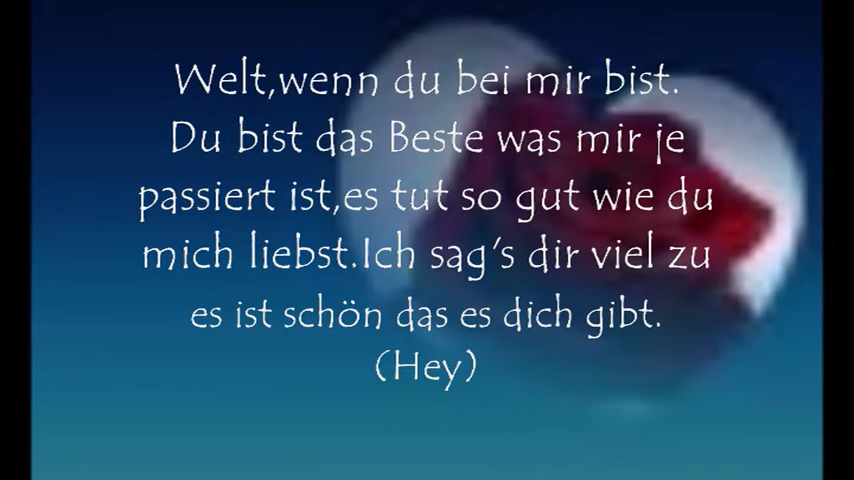 Welt,wenn du bei mir bist.
Du bist das Beste was mir je
passiert ist,es tut so gut wie du
mich liebst.Ich sag's dir viel zu
es ist schön das es dich gibt.
(Hey)